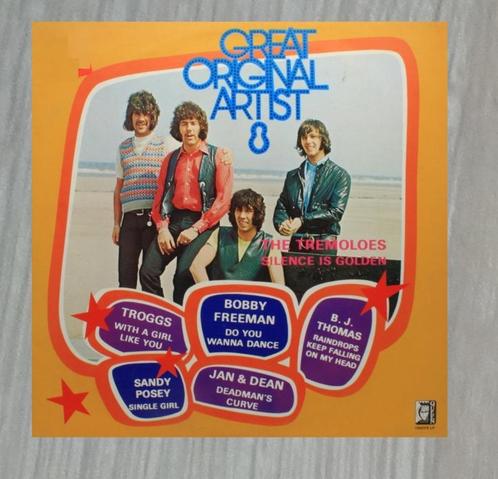 GREAT
ORIGINAL
ARTIST
8
THE TREMOLOES
SILENCE IS GOLDEN
TROGGS
WITH A GIRL
LIKE YOU
BOBBY
FREEMAN
DO YOU
WANNA DANCE
B. J.
THOMAS
RAINDROPS
KEEP FALLING
ON MY HEAD
SANDY
POSEY
SINGLE GIRL
JAN & DEAN
DEADMAN'S
CURVE